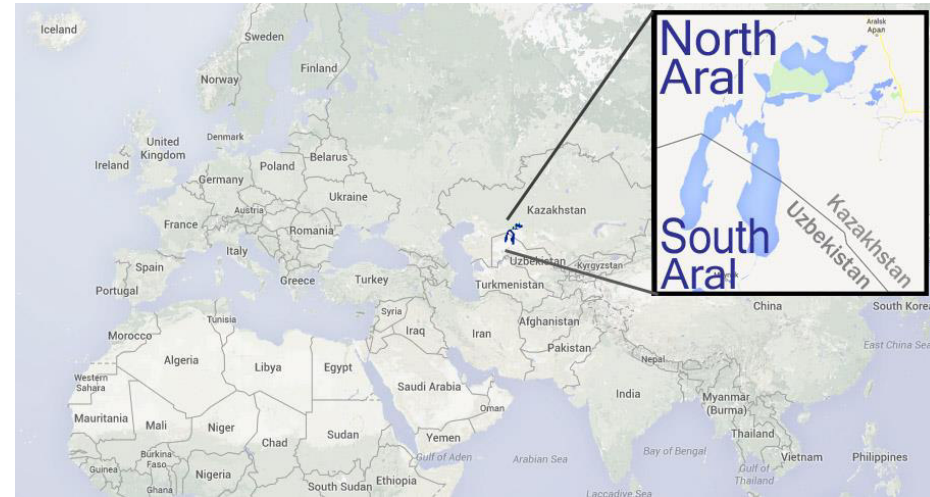 Iceland
Sweden
Finland
Norway
United
Kingdom
Denmark
Ireland
Belarus
Poland
Germany
Ukraine
Austria
France
Romania
Italy
Spain
Greece
Turkey
Portugal
Tunisia
Syria
Morocco
Iraq
Iran
Afghanistan
Pakistan
Algeria
Libya
Egypt
Western
Sahara
Saudi Arabia
Oman
Mauritania
Mali
Niger
Chad
Sudan
Yemen
Gulf of Aden
Burkina
Faso
Guinea
Ghana
Nigeria
South Sudan
Ethiopia
Kazakhstan
Uzbekistan
Kyrgyzstan
Turkmenistan
China
South Kore
East China Sea
Nepal
India
Myanmar
(Burma)
Thailand
Vietnam
Philippines
Arabian Sea
Bay of Bengal
Gulf of
Thailand
Laccadive Sea
North
Aral
Aralsk
Арал
South
Aral
Kazakhstan
Uzbekistan